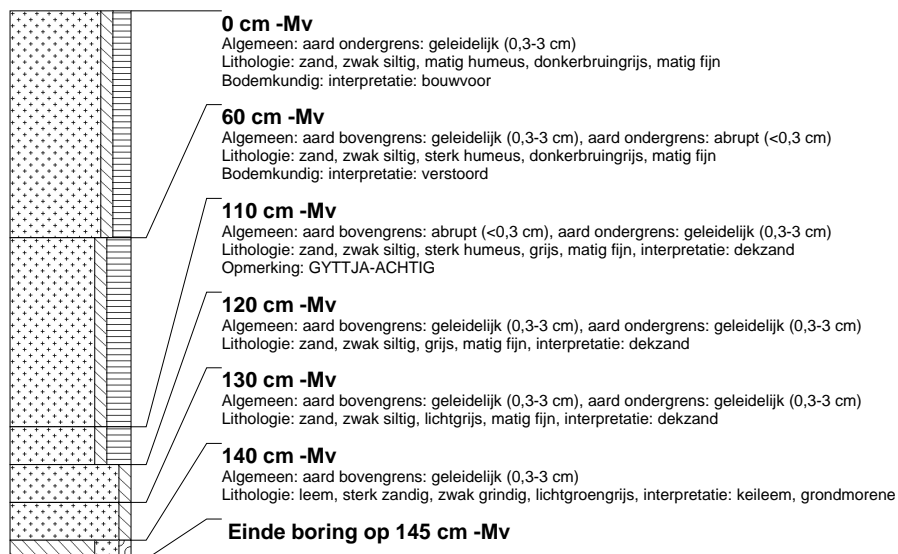 0 cm -Mv
Algemeen: aard ondergrens: geleidelijk (0,3-3 cm)
Lithologie: zand, zwak siltig, matig humeus, donkerbruingrijs, matig fijn
Bodemkundig: interpretatie: bouwvoor
60 cm -Mv
Algemeen: aard bovengrens: geleidelijk (0,3-3 cm), aard ondergrens: abrupt (<0,3 cm)
Lithologie: zand, zwak siltig, sterk humeus, donkerbruingrijs, matig fijn
Bodemkundig: interpretatie: verstoord
110 cm -Mv
Algemeen: aard bovengrens: abrupt (<0,3 cm), aard ondergrens: geleidelijk (0,3-3 cm)
Lithologie: zand, zwak siltig, sterk humeus, grijs, matig fijn, interpretatie: dekzand
Opmerking: GYTTJA-ACHTIG
120 cm -Mv
Algemeen: aard bovengrens: geleidelijk (0,3-3 cm), aard ondergrens: geleidelijk (0,3-3 cm)
Lithologie: zand, zwak siltig, grijs, matig fijn, interpretatie: dekzand
130 cm -Mv
Algemeen: aard bovengrens: geleidelijk (0,3-3 cm), aard ondergrens: geleidelijk (0,3-3 cm)
Lithologie: zand, zwak siltig, lichtgrijs, matig fijn, interpretatie: dekzand
140 cm -Mv
Algemeen: aard bovengrens: geleidelijk (0,3-3 cm)
Lithologie: leem, sterk zandig, zwak grindig, lichtgroengrijs, interpretatie: keileem, grondmorene
Einde boring op 145 cm -Mv